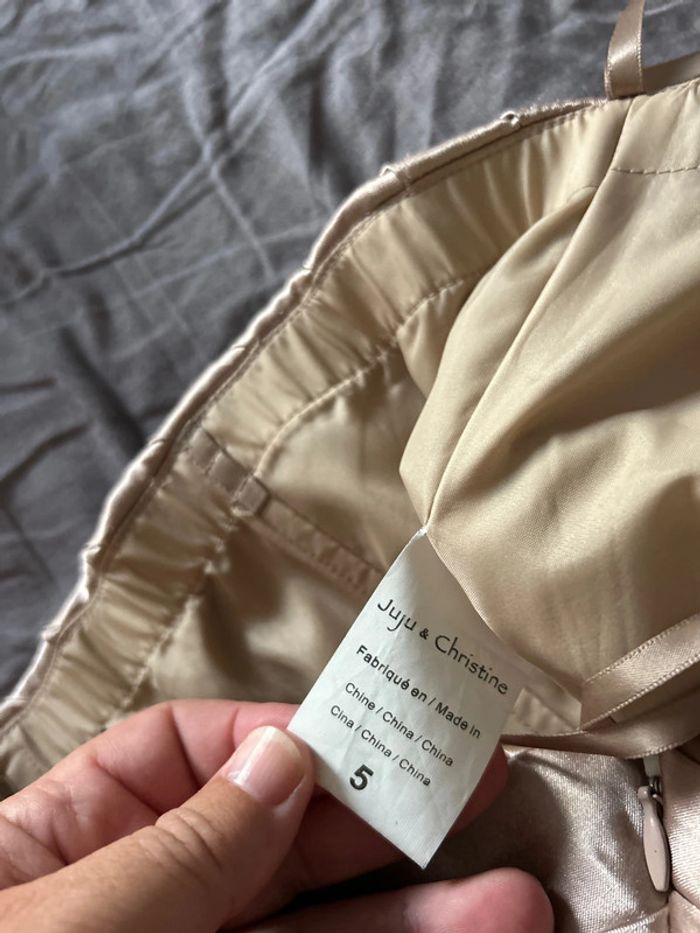 Juju & Christine
Fabriqué en / Made in
Chine / China / China
Cina / China / China
5